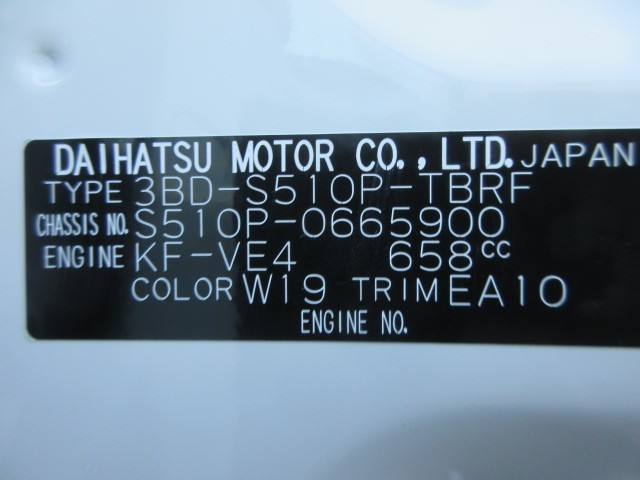 DAIHATSU MOTOR CO., LTD. JAPAN
TYPE 3BD-S510P-TBRF
CHASSIS NO. S510P-0665900
ENGINE KF-VE4 658cc
COLOR W19 TRIM EA10
ENGINE NO.